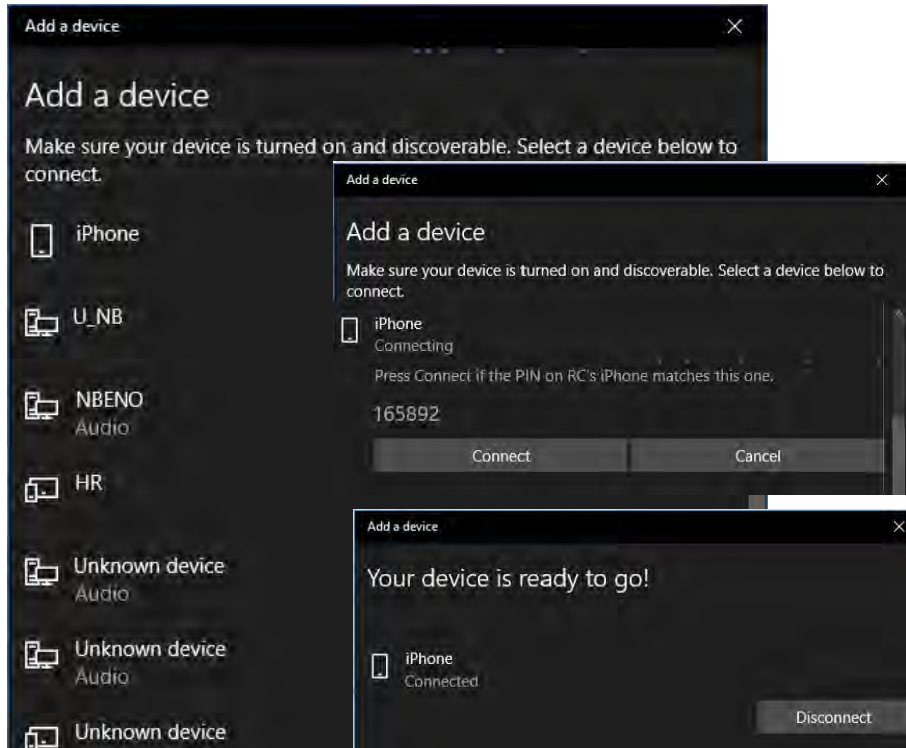 Add a device
Add a device
Make sure your device is turned on and discoverable. Select a device below to
connect.
iPhone
U_NB
NBENO
Audio
HR
Unknown device
Audio
Unknown device
Audio
Unknown device
Add a device
Add a device
Make sure your device is turned on and discoverable. Select a device below to
connect.
iPhone
Connecting
Press Connect if the PIN on RC's iPhone matches this one.
165892
Connect Cancel
Add a device
Your device is ready to go!
iPhone
Connected
Disconnect